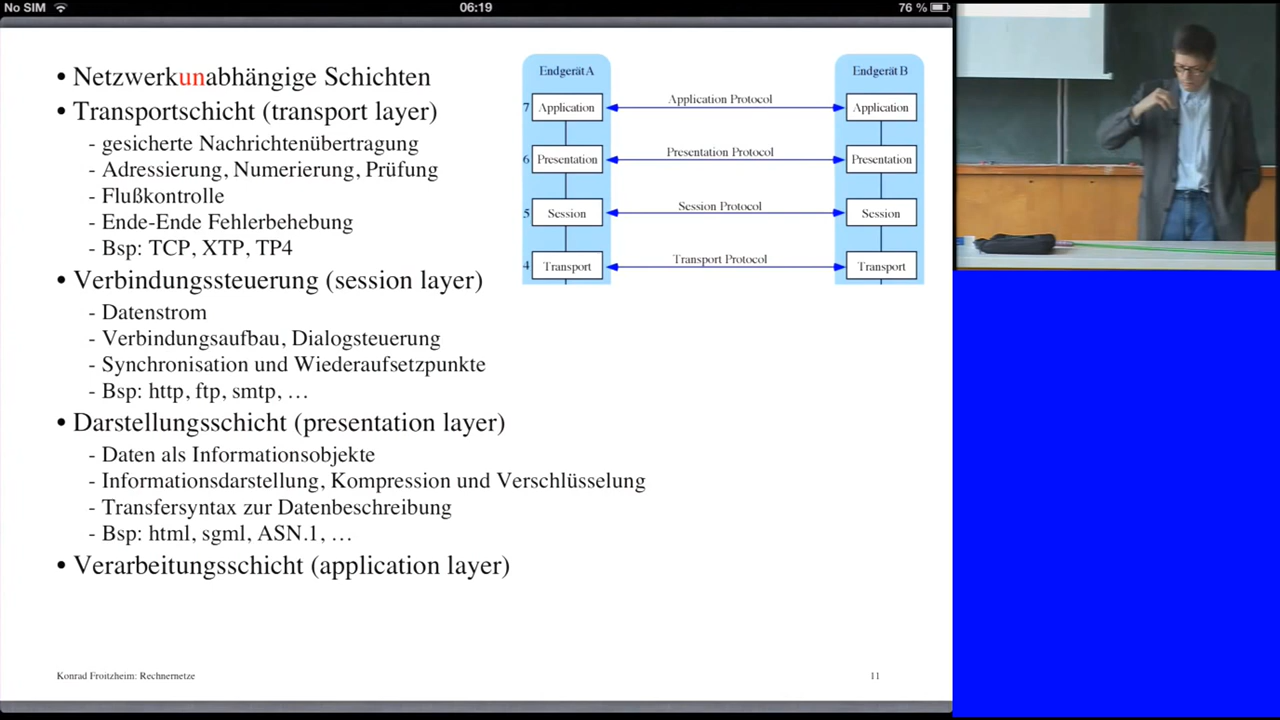 No SIM 06:19 76 %
• Netzwerkunabhängige Schichten
• Transportschicht (transport layer)
- gesicherte Nachrichtenübertragung
- Adressierung, Numerierung, Prüfung
- Flußkontrolle
- Ende-Ende Fehlerbehebung
- Bsp: TCP, XTP, TP4
• Verbindungssteuerung (session layer)
- Datenstrom
- Verbindungsaufbau, Dialogsteuerung
- Synchronisation und Wiederaufsetzpunkte
- Bsp: http, ftp, smtp, …
• Darstellungsschicht (presentation layer)
- Daten als Informationsobjekte
- Informationsdarstellung, Kompression und Verschlüsselung
- Transfersyntax zur Datenbeschreibung
- Bsp: html, sgml, ASN.1, …
• Verarbeitungsschicht (application layer)
Endgerät A Endgerät B
7 Application Application Protocol Application
6 Presentation Presentation Protocol Presentation
5 Session Session Protocol Session
4 Transport Transport Protocol Transport
Konrad Froitzheim: Rechnernetze 11